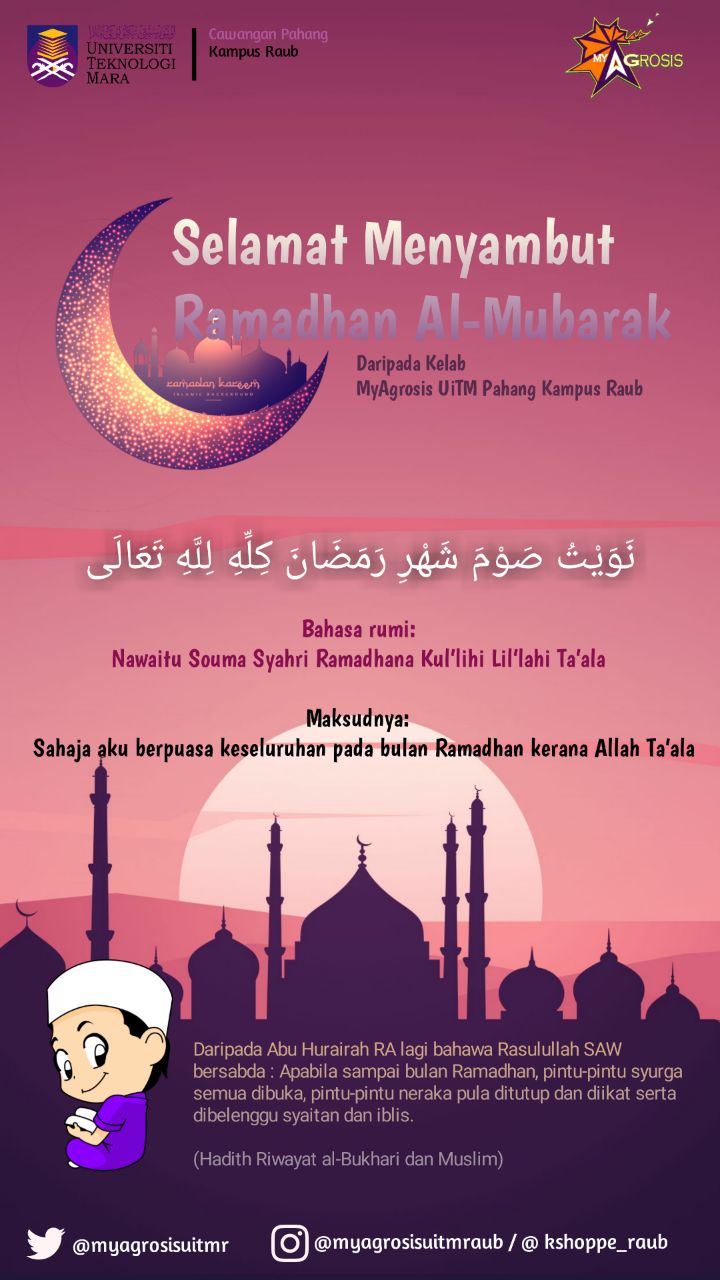 UNIVERSITI
TEKNOLOGI
MARA
Cawangan Pahang
Kampus Raub
MYAGROSIS
Selamat Menyambut
Ramadhan Al-Mubarak
ramadan kareem
ISLAMIC BACKGROUND
Daripada Kelab
MyAgrosis UiTM Pahang Kampus Raub
نَوَيْتُ صَوْمَ شَهْرِ رَمَضَانَ كِلِّهِ لِلَّهِ تَعَالَى
Bahasa rumi:
Nawaitu Souma Syahri Ramadhana Kul'lihi Lil'lahi Ta'ala
Maksudnya:
Sahaja aku berpuasa keseluruhan pada bulan Ramadhan kerana Allah Ta'ala
Daripada Abu Hurairah RA lagi bahawa Rasulullah SAW
bersabda : Apabila sampai bulan Ramadhan, pintu-pintu syurga
semua dibuka, pintu-pintu neraka pula ditutup dan diikat serta
dibelenggu syaitan dan iblis.
(Hadith Riwayat al-Bukhari dan Muslim)
@myagrosisuitmr
@myagrosisuitmraub / @ kshoppe_raub